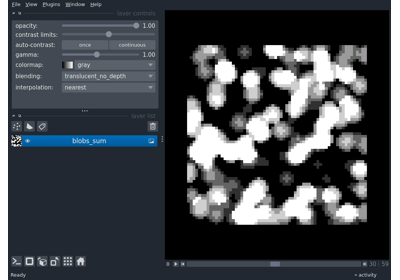 File View Plugins Window Help
layer controls
opacity: 1.00
contrast limits:
auto-contrast: once continuous
gamma: 1.00
colormap: gray
blending: translucent_no_depth
interpolation: nearest
layer list
blobs_sum
30 59
Ready
activity